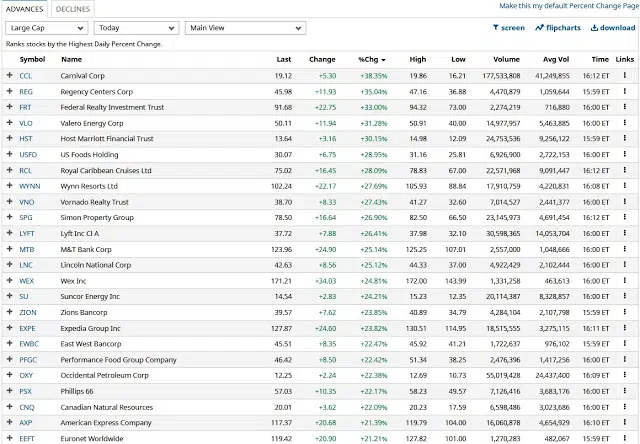 ADVANCES DECLINES Make this my default Percent Change Page
Large Cap Today Main View screen flipcharts download
Ranks stocks by the Highest Daily Percent Change.
Symbol Name Last Change %Chg High Low Volume Avg Vol Time Links
CCL Carnival Corp 19.12 +5.30 +38.35% 19.86 16.21 177,533,808 41,249,855 16:12 ET
REG Regency Centers Corp 45.98 +11.93 +35.04% 47.16 36.88 4,470,879 1,059,644 15:59 ET
FRT Federal Realty Investment Trust 91.68 +22.75 +33.00% 94.32 73.00 2,274,219 716,880 16:00 ET
VLO Valero Energy Corp 50.11 +11.94 +31.28% 50.91 40.00 14,977,957 5,463,885 16:00 ET
HST Host Marriott Financial Trust 13.64 +3.16 +30.15% 14.98 12.09 24,753,536 9,256,122 15:59 ET
USFD US Foods Holding 30.07 +6.75 +28.95% 31.16 25.81 6,926,900 2,722,153 16:00 ET
RCL Royal Caribbean Cruises Ltd 75.02 +16.45 +28.09% 78.83 67.00 22,571,968 9,091,447 16:12 ET
WYNN Wynn Resorts Ltd 102.24 +22.17 +27.69% 105.93 88.84 17,910,759 4,220,831 16:08 ET
VNO Vornado Realty Trust 38.70 +8.33 +27.43% 41.27 32.60 7,014,527 2,441,377 16:00 ET
SPG Simon Property Group 78.50 +16.64 +26.90% 82.50 66.50 23,145,973 4,691,454 16:12 ET
LYFT Lyft Inc Cl A 37.72 +7.88 +26.41% 37.98 32.10 30,598,365 14,053,704 16:00 ET
MTB M&T Bank Corp 123.96 +24.90 +25.14% 125.25 107.01 2,557,000 1,048,666 16:00 ET
LNC Lincoln National Corp 42.63 +8.56 +25.12% 44.33 37.00 4,922,429 2,102,444 16:00 ET
WEX Wex Inc 171.21 +34.03 +24.81% 172.00 143.99 1,331,258 463,613 16:00 ET
SU Suncor Energy Inc 14.54 +2.83 +24.21% 15.23 12.35 20,114,387 8,328,857 16:00 ET
ZION Zions Bancorp 39.57 +7.62 +23.85% 40.89 34.79 4,284,104 2,107,798 15:59 ET
EXPE Expedia Group Inc 127.87 +24.60 +23.82% 130.51 114.95 18,515,555 3,275,115 16:11 ET
EWBC East West Bancorp 45.51 +8.35 +22.47% 45.92 41.21 1,722,637 976,102 15:59 ET
PFGC Performance Food Group Company 46.42 +8.50 +22.42% 51.34 38.25 2,476,396 1,417,256 16:00 ET
OXY Occidental Petroleum Corp 12.25 +2.24 +22.38% 12.69 10.73 55,019,428 24,437,400 16:09 ET
PSX Phillips 66 57.03 +10.35 +22.17% 58.23 49.57 7,126,416 3,683,176 16:00 ET
CNQ Canadian Natural Resources 20.01 +3.62 +22.09% 20.23 17.59 6,598,486 3,023,686 16:00 ET
AXP American Express Company 117.37 +20.68 +21.39% 119.79 104.00 16,060,878 4,654,929 16:10 ET
EEFT Euronet Worldwide 119.42 +20.90 +21.21% 127.82 101.00 1,270,283 482,067 15:59 ET